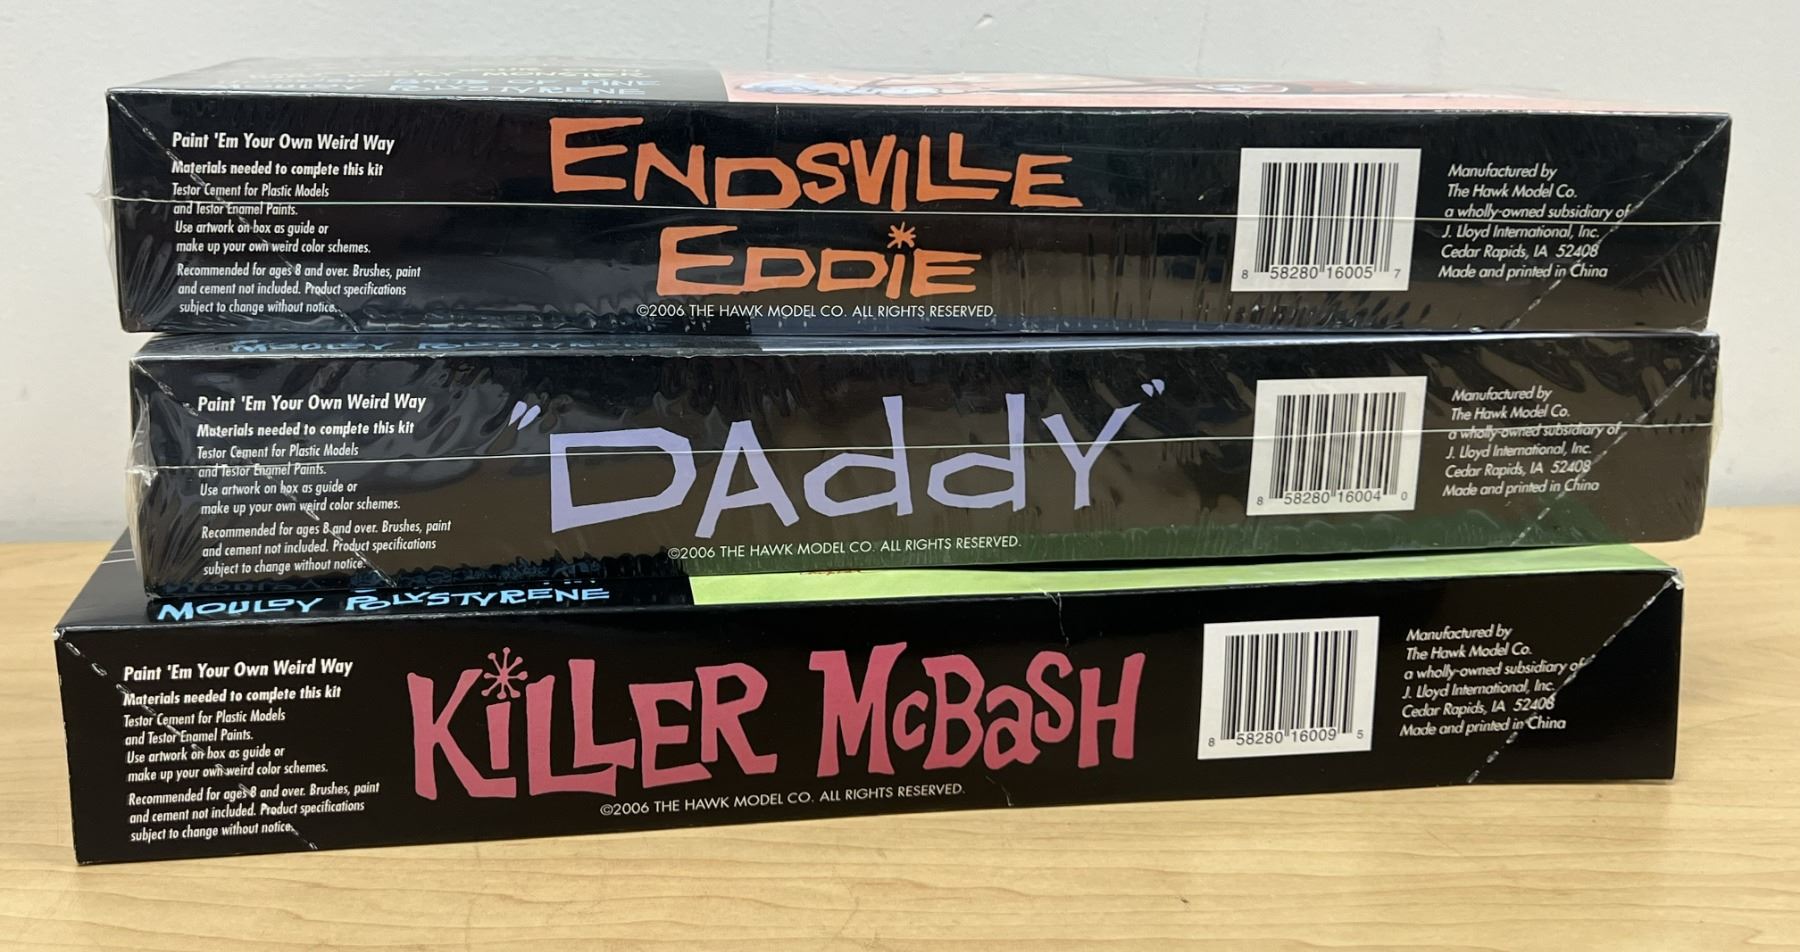 MOULDY POLYSTYRENE
Paint 'Em Your Own Weird Way
Materials needed to complete this kit
Testor Cement for Plastic Models
and Testor Enamel Paints.
Use artwork on box as guide or
make up your own weird color schemes.
Recommended for ages 8 and over. Brushes, paint
and cement not included. Product specifications
subject to change without notice.
ENDSVILLE
EDDIE
©2006 THE HAWK MODEL CO. ALL RIGHTS RESERVED.
8 58280 16005 7
Manufactured by
The Hawk Model Co.
a wholly-owned subsidiary of
J. Lloyd International, Inc.
Cedar Rapids, IA 52408
Made and printed in China
MOULDY POLYSTYRENE
Paint 'Em Your Own Weird Way
Materials needed to complete this kit
Testor Cement for Plastic Models
and Testor Enamel Paints.
Use artwork on box as guide or
make up your own weird color schemes.
Recommended for ages 8 and over. Brushes, paint
and cement not included. Product specifications
subject to change without notice.
"DAddY"
©2006 THE HAWK MODEL CO. ALL RIGHTS RESERVED.
8 58280 16004 0
Manufactured by
The Hawk Model Co.
a wholly-owned subsidiary of
J. Lloyd International, Inc.
Cedar Rapids, IA 52408
Made and printed in China
MOULDY POLYSTYRENE
Paint 'Em Your Own Weird Way
Materials needed to complete this kit
Testor Cement for Plastic Models
and Testor Enamel Paints.
Use artwork on box as guide or
make up your own weird color schemes.
Recommended for ages 8 and over. Brushes, paint
and cement not included. Product specifications
subject to change without notice.
KiLLER McBaSH
©2006 THE HAWK MODEL CO. ALL RIGHTS RESERVED.
8 58280 16009 5
Manufactured by
The Hawk Model Co.
a wholly-owned subsidiary of
J. Lloyd International, Inc.
Cedar Rapids, IA 52408
Made and printed in China